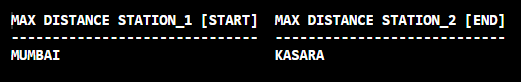 MAX DISTANCE STATION_1 [START]  MAX DISTANCE STATION_2 [END]
------------------------------  ----------------------------
MUMBAI                          KASARA